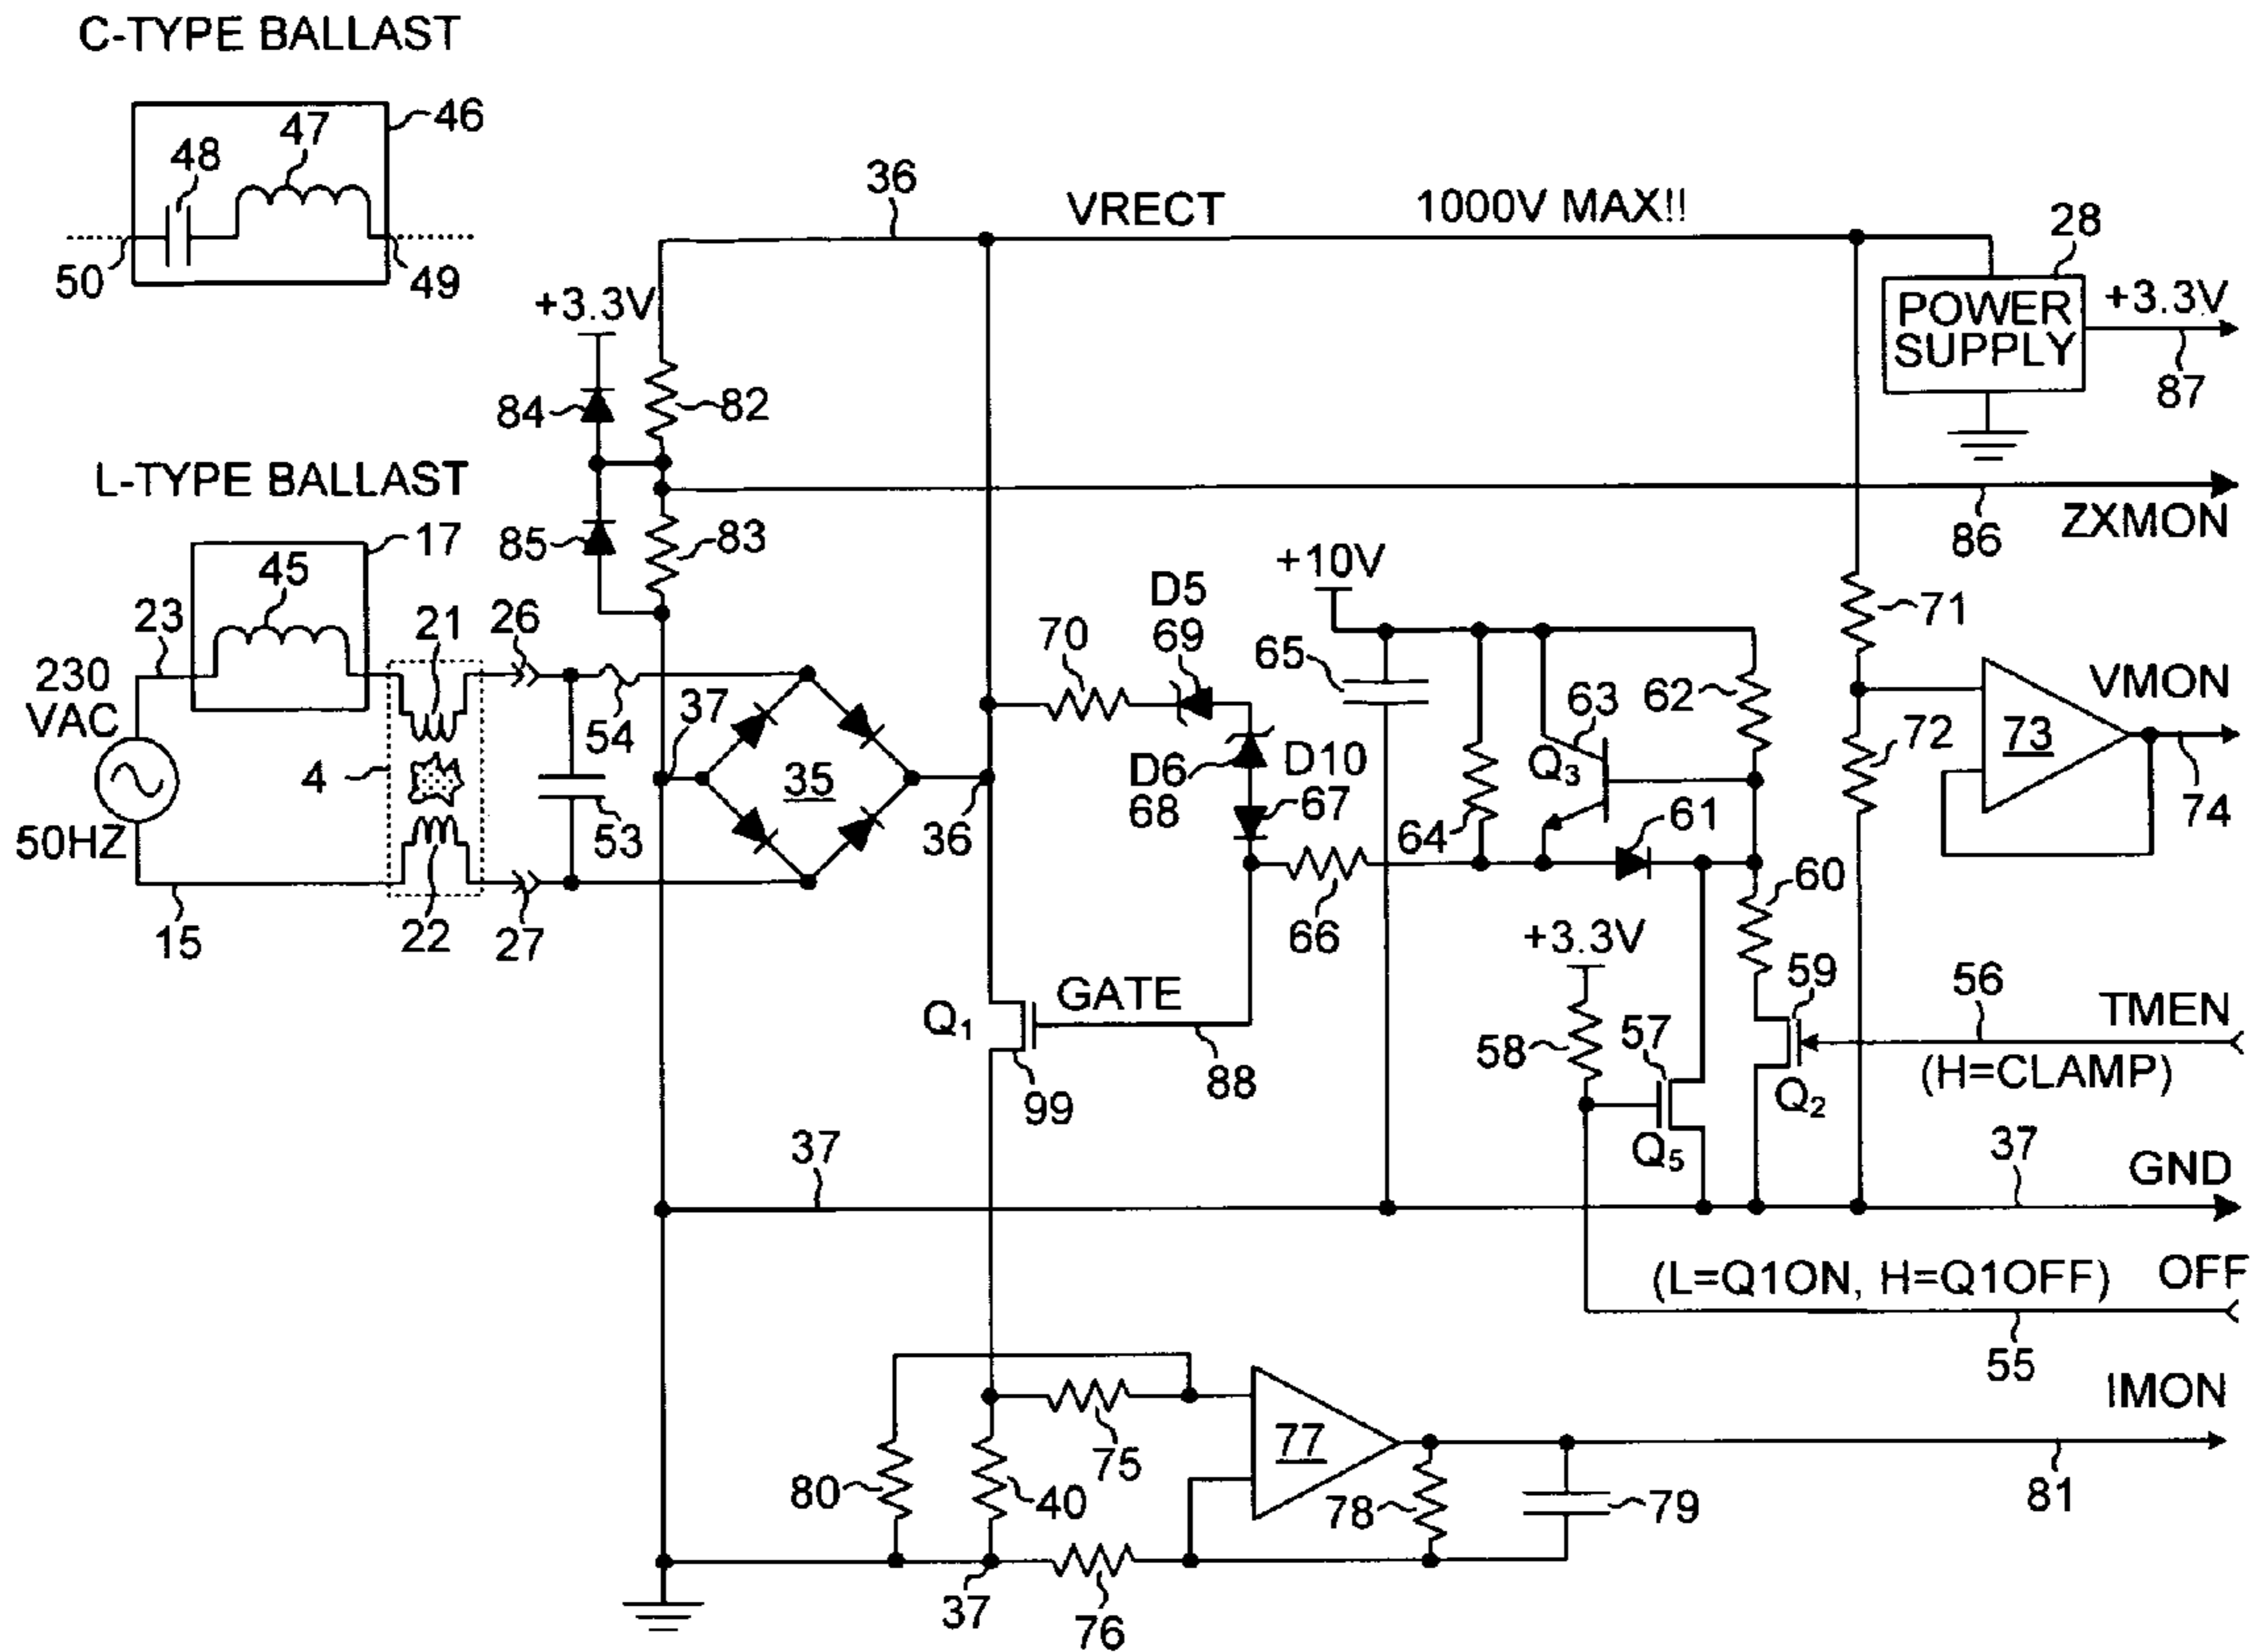 C-TYPE BALLAST
46
47
48
50
49
36
VRECT
1000V MAX!!
28
POWER
SUPPLY
+3.3V
87
+3.3V
84
82
L-TYPE BALLAST
85
83
86
ZXMON
17
45
23
21
26
230
VAC
50HZ
4
15
22
27
54
53
37
35
36
70
D5
69
D6
68
D10
67
+10V
65
64
63
Q3
62
61
66
60
71
72
73
VMON
74
+3.3V
58
57
Q5
59
Q2
56
TMEN
(H=CLAMP)
Q1
99
GATE
88
37
37
GND
(L=Q1ON, H=Q1OFF)
OFF
55
IMON
80
75
40
77
78
79
81
37
76